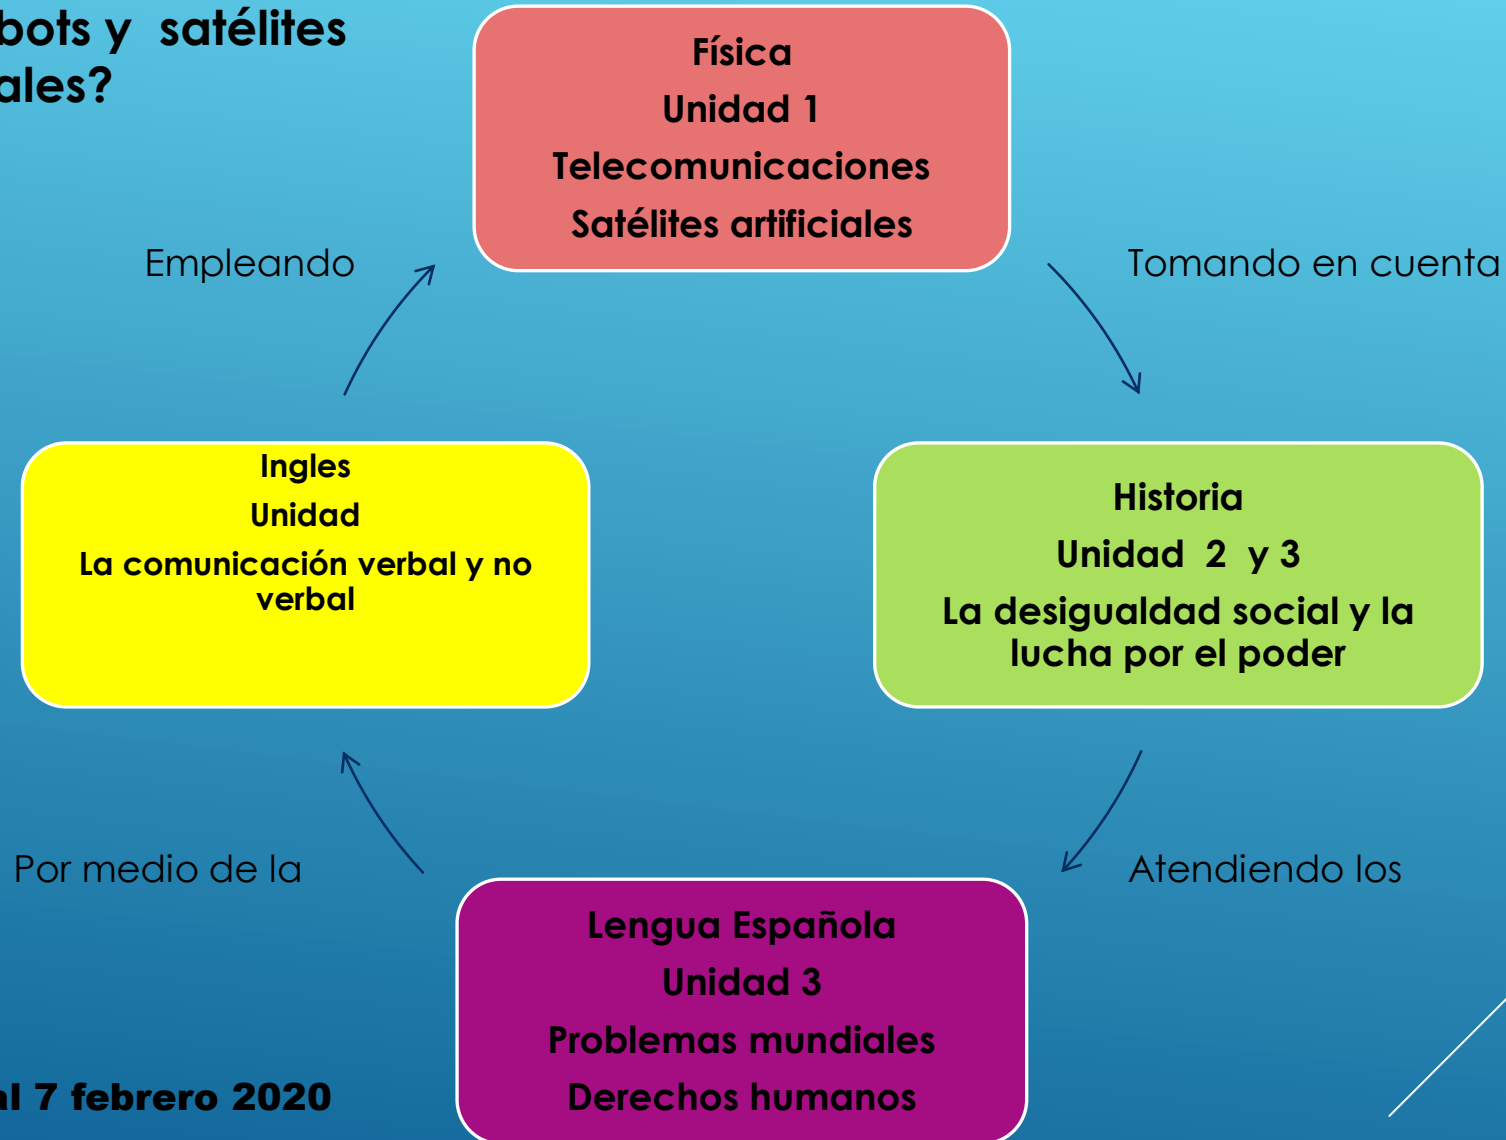 bots y satélites
ales?
Física
Unidad 1
Telecomunicaciones
Satélites artificiales
Empleando
Tomando en cuenta
Ingles
Unidad
La comunicación verbal y no
verbal
Historia
Unidad 2 y 3
La desigualdad social y la
lucha por el poder
Por medio de la
Atendiendo los
Lengua Española
Unidad 3
Problemas mundiales
Derechos humanos
al 7 febrero 2020